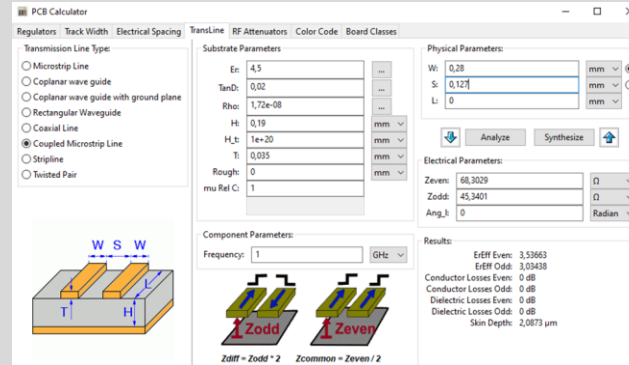 PCB Calculator
Regulators Track Width Electrical Spacing TransLine RF Attenuators Color Code Board Classes
Transmission Line Type:
Microstrip Line
Coplanar wave guide
Coplanar wave guide with ground plane
Rectangular Waveguide
Coaxial Line
Coupled Microstrip Line
Stripline
Twisted Pair
W S W
L
T H
Substrate Parameters
Er: 4,5 ...
TanD: 0,02 ...
Rho: 1,72e-08 ...
H: 0,19 mm
H_t: 1e+20 mm
T: 0,035 mm
Rough: 0 mm
mu Rel C: 1
Component Parameters:
Frequency: 1 GHz
Zodd Zeven
Zdiff = Zodd * 2 Zcommon = Zeven / 2
Physical Parameters:
W: 0,28 mm
S: 0,127 mm
L: 0 mm
Analyze Synthesize
Electrical Parameters:
Zeven: 68,3029 Ω
Zodd: 45,3401 Ω
Ang_l: 0 Radian
Results:
ErEff Even: 3,53663
ErEff Odd: 3,03438
Conductor Losses Even: 0 dB
Conductor Losses Odd: 0 dB
Dielectric Losses Even: 0 dB
Dielectric Losses Odd: 0 dB
Skin Depth: 2,0873 µm